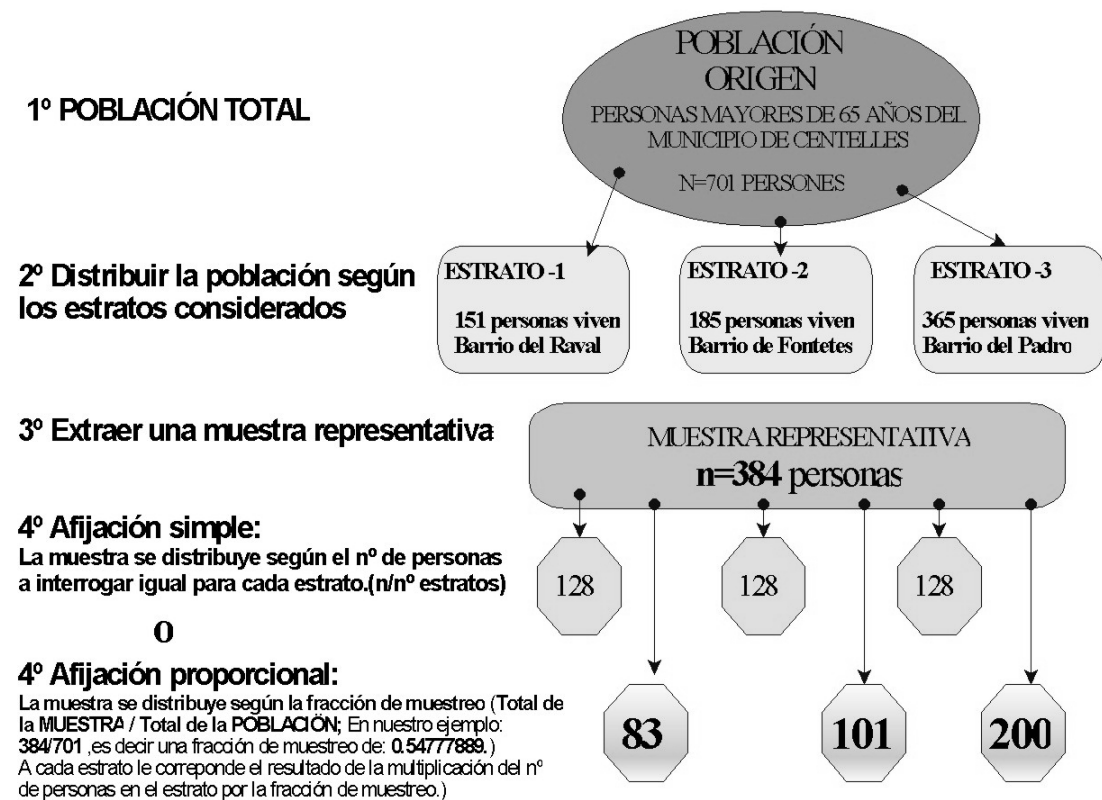 POBLACIÓN
ORIGEN
PERSONAS MAYORES DE 65 AÑOS DEL
MUNICIPIO DE CENTELLES
N=701 PERSONES
1º POBLACIÓN TOTAL
2º Distribuir la población según
los estratos considerados
ESTRATO -1
151 personas viven
Barrio del Raval
ESTRATO -2
185 personas viven
Barrio de Fontetes
ESTRATO -3
365 personas viven
Barrio del Padro
3º Extraer una muestra representativa
MUESTRA REPRESENTATIVA
n=384 personas
4º Afijación simple:
La muestra se distribuye según el nº de personas
a interrogar igual para cada estrato.(n/nº estratos)
128
128
128
O
4º Afijación proporcional:
La muestra se distribuye según la fracción de muestreo (Total de
la MUESTRA / Total de la POBLACIÓN; En nuestro ejemplo:
384/701 ,es decir una fracción de muestreo de: 0.54777889.)
A cada estrato le correponde el resultado de la multiplicación del nº
de personas en el estrato por la fracción de muestreo.)
83
101
200